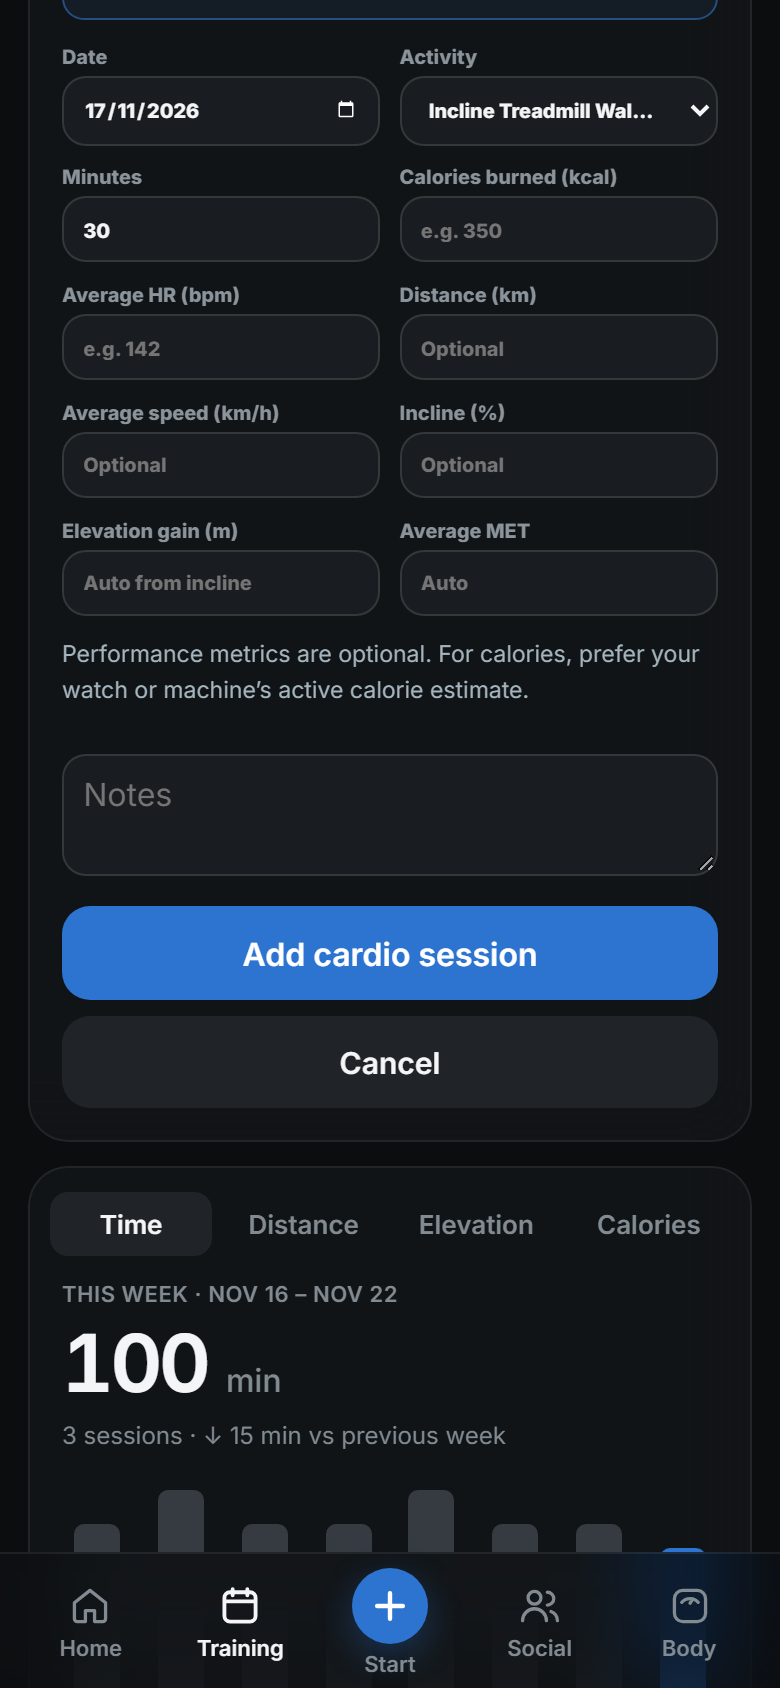 Date
Activity
17/11/2026
Incline Treadmill Wal...
Minutes
Calories burned (kcal)
30
e.g. 350
Average HR (bpm)
Distance (km)
e.g. 142
Optional
Average speed (km/h)
Incline (%)
Optional
Optional
Elevation gain (m)
Average MET
Auto from incline
Auto
Performance metrics are optional. For calories, prefer your
watch or machine’s active calorie estimate.
Notes
Add cardio session
Cancel
Time
Distance
Elevation
Calories
THIS WEEK · NOV 16 – NOV 22
100 min
3 sessions · ↓ 15 min vs previous week
Home
Training
Start
Social
Body